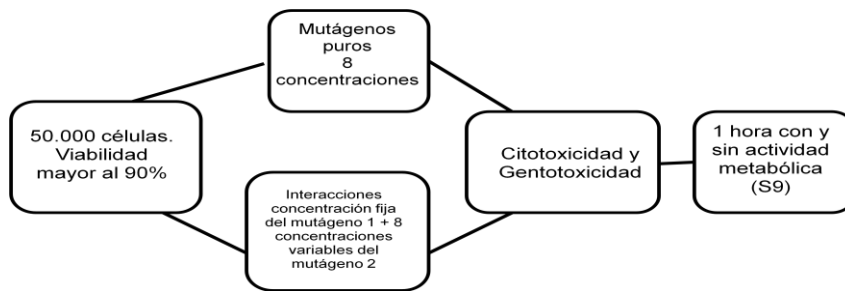 Mutágenos
puros
8
concentraciones
50.000 células.
Viabilidad
mayor al 90%
Interacciones
concentración fija
del mutágeno 1 + 8
concentraciones
variables del
mutágeno 2
Citotoxicidad y
Gentotoxicidad
1 hora con y
sin actividad
metabólica
(S9)